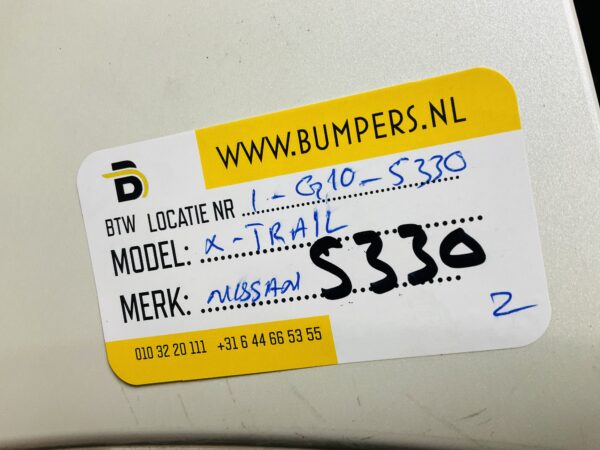 WWW.BUMPERS.NL
B
BTW LOCATIE NR 1-G10-S330
MODEL: X-TRAIL
MERK: NISSAN S330
2
010 32 20 111 +31 6 44 66 53 55